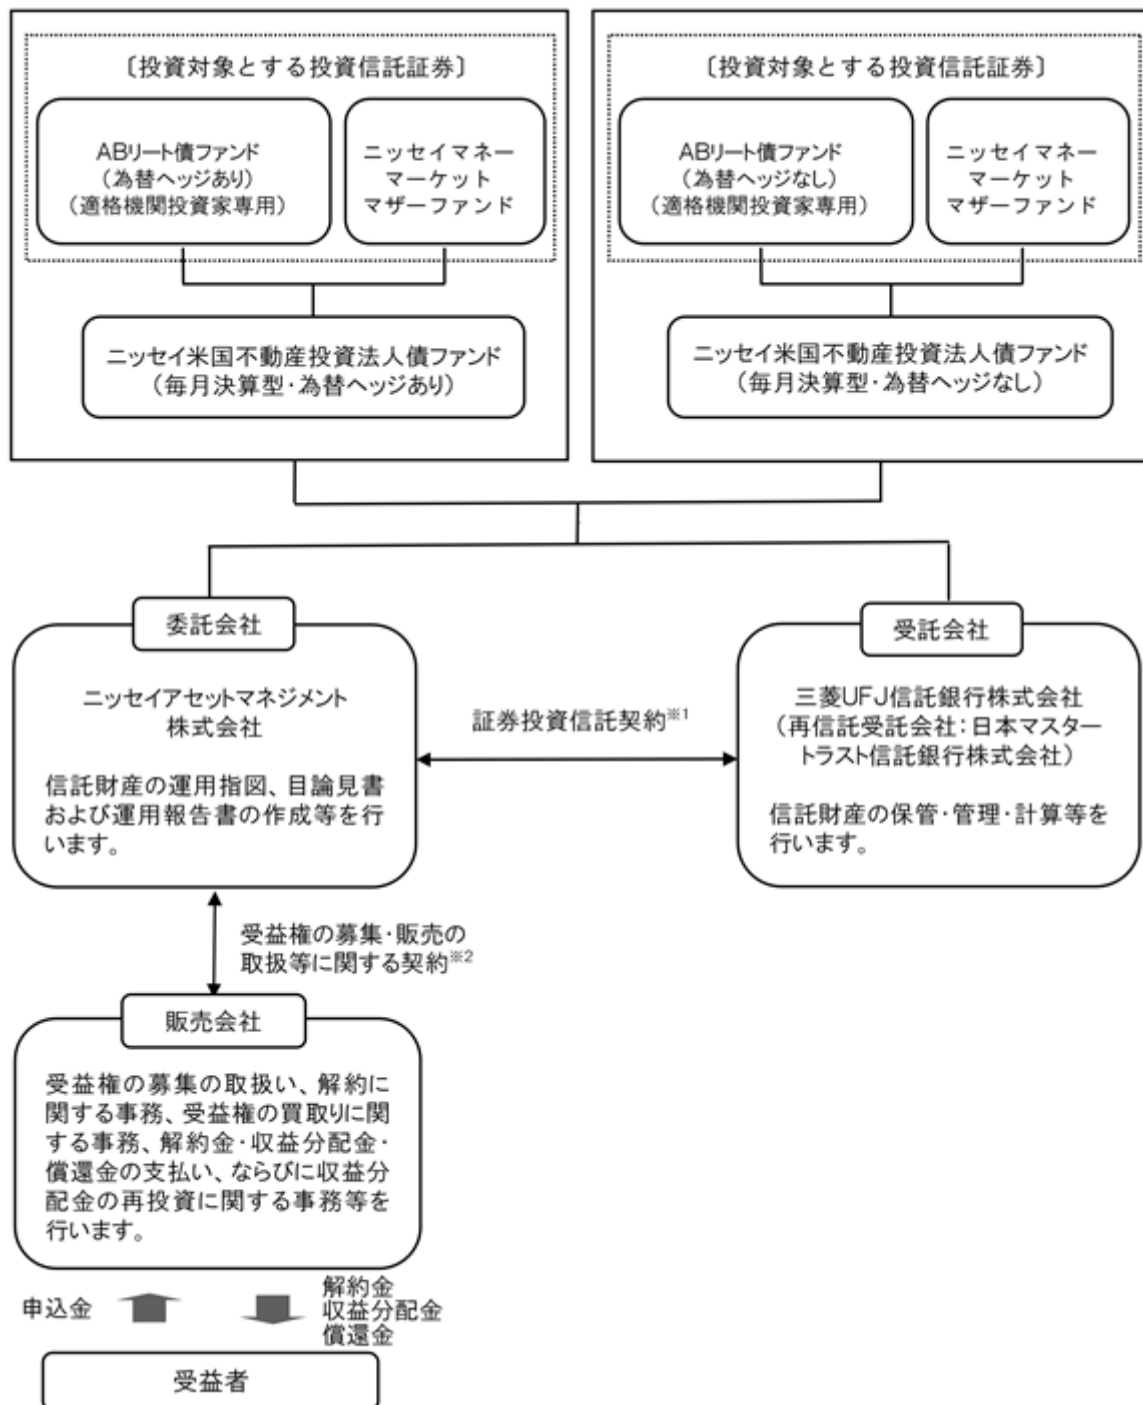 〔投資対象とする投資信託証券〕
ABリート債ファンド
(為替ヘッジあり)
(適格機関投資家専用)
ニッセイマネー
マーケット
マザーファンド
ニッセイ米国不動産投資法人債ファンド
(毎月決算型・為替ヘッジあり)
〔投資対象とする投資信託証券〕
ABリート債ファンド
(為替ヘッジなし)
(適格機関投資家専用)
ニッセイマネー
マーケット
マザーファンド
ニッセイ米国不動産投資法人債ファンド
(毎月決算型・為替ヘッジなし)
委託会社
ニッセイアセットマネジメント
株式会社
信託財産の運用指図、目論見書
および運用報告書の作成等を行
います。
証券投資信託契約※1
受託会社
三菱UFJ信託銀行株式会社
(再信託受託会社:日本マスター
トラスト信託銀行株式会社)
信託財産の保管・管理・計算等を
行います。
受益権の募集・販売の
取扱等に関する契約※2
販売会社
受益権の募集の取扱い、解約に
関する事務、受益権の買取りに関
する事務、解約金・収益分配金・
償還金の支払い、ならびに収益分
配金の再投資に関する事務等を
行います。
申込金
解約金
収益分配金
償還金
受益者